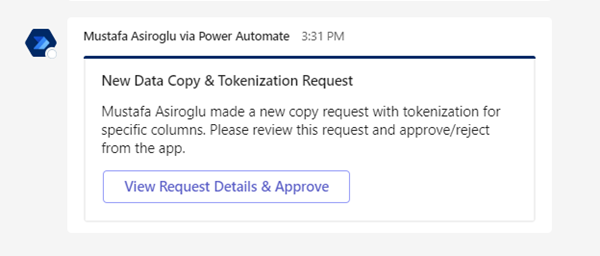 Mustafa Asiroglu via Power Automate 3:31 PM
New Data Copy & Tokenization Request
Mustafa Asiroglu made a new copy request with tokenization for
specific columns. Please review this request and approve/reject
from the app.
View Request Details & Approve